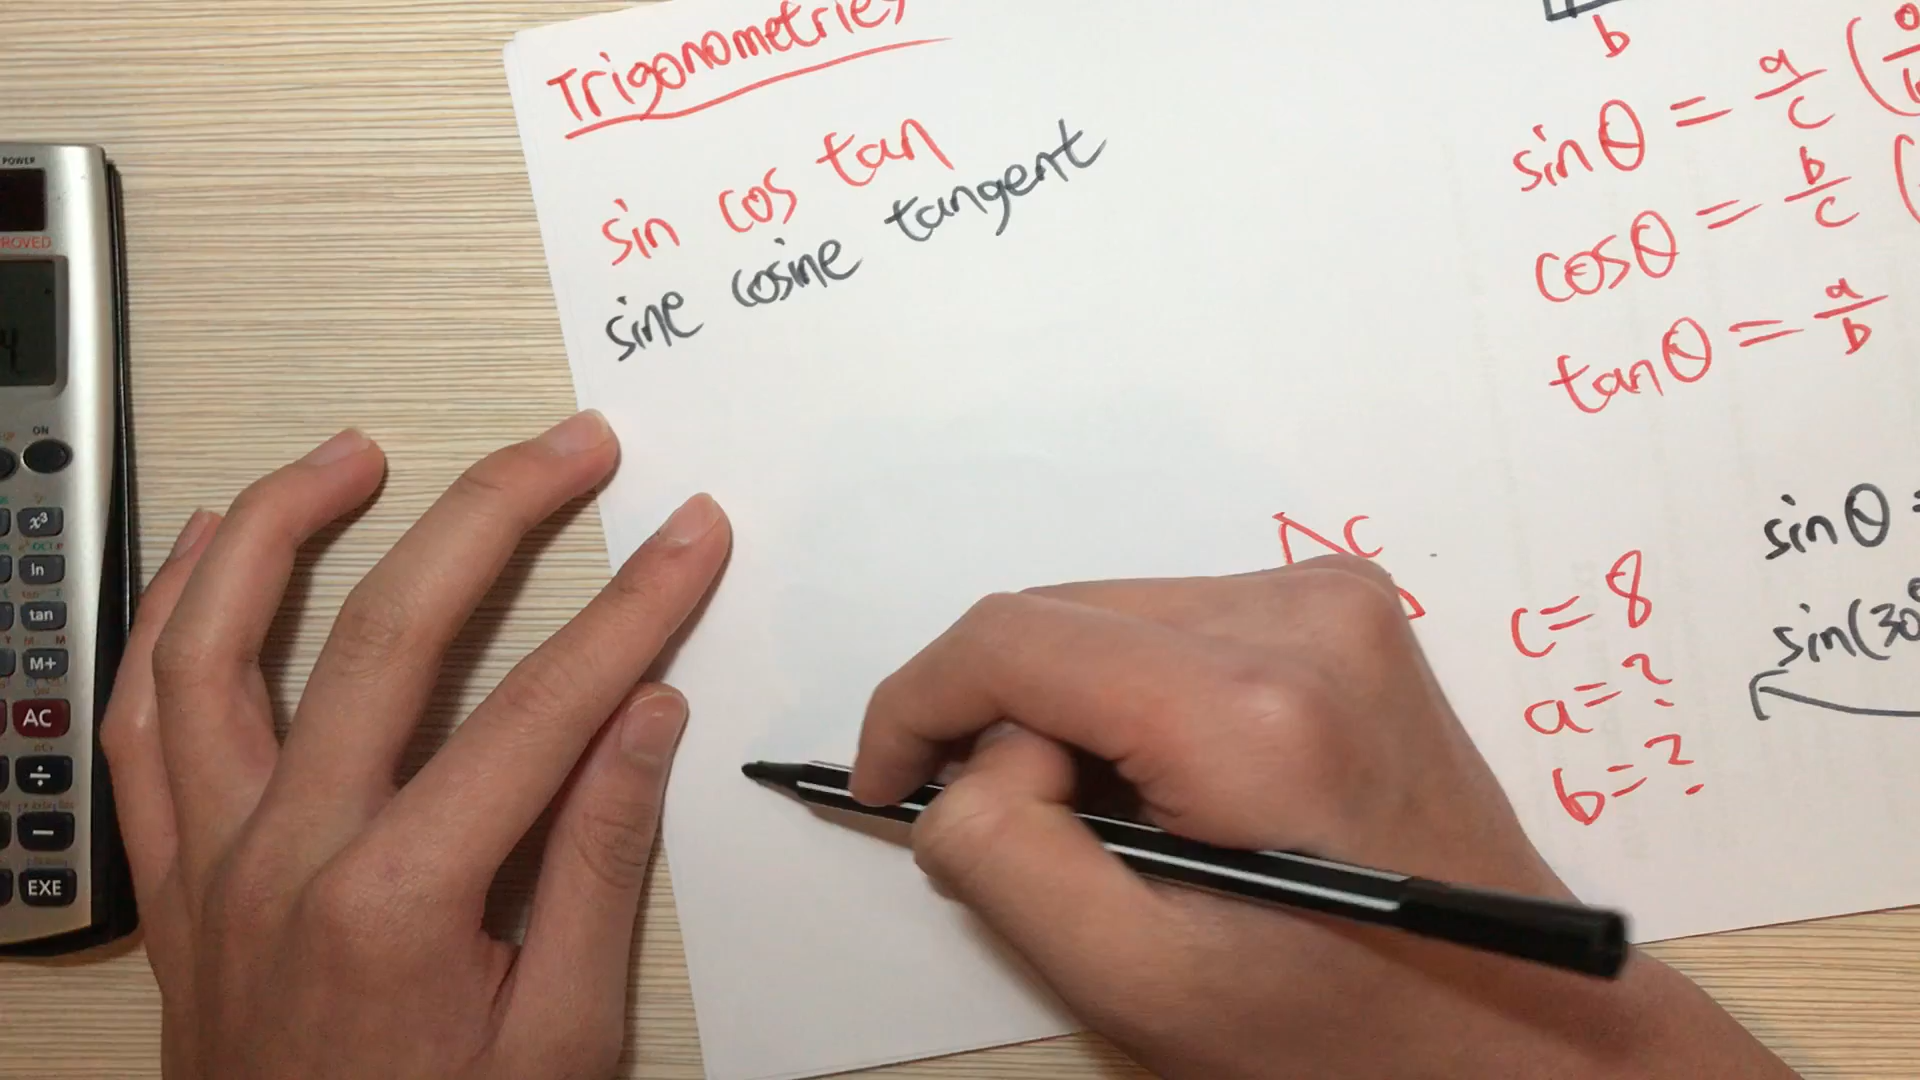 Trigonometries
sin cos tan
sine cosine tangent
b
sinθ = a/c (
cosθ = b/c (
tanθ = a/b
c
c = 8
a = ?
b = ?
sinθ =
sin(30°
POWER
ON
x³
ln
tan
M+
AC
÷
−
EXE